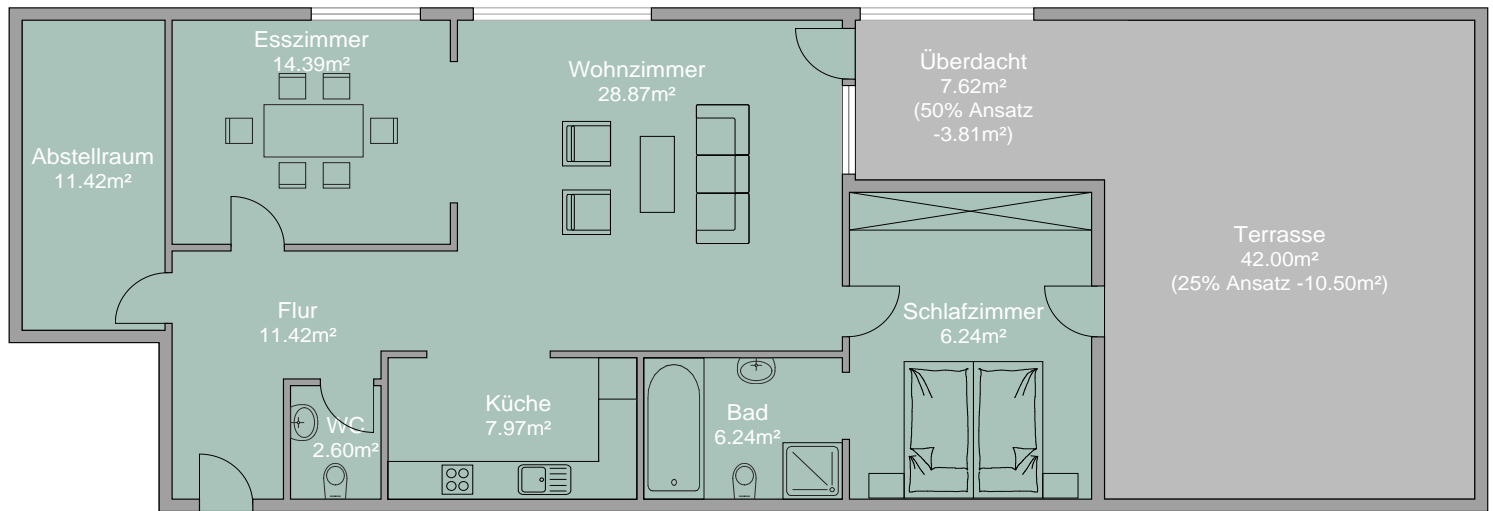 Esszimmer
14.39m²
Wohnzimmer
28.87m²
Überdacht
7.62m²
(50% Ansatz
-3.81m²)
Abstellraum
11.42m²
Terrasse
42.00m²
(25% Ansatz -10.50m²)
Flur
11.42m²
Schlafzimmer
6.24m²
Küche
7.97m²
Bad
6.24m²
WC
2.60m²